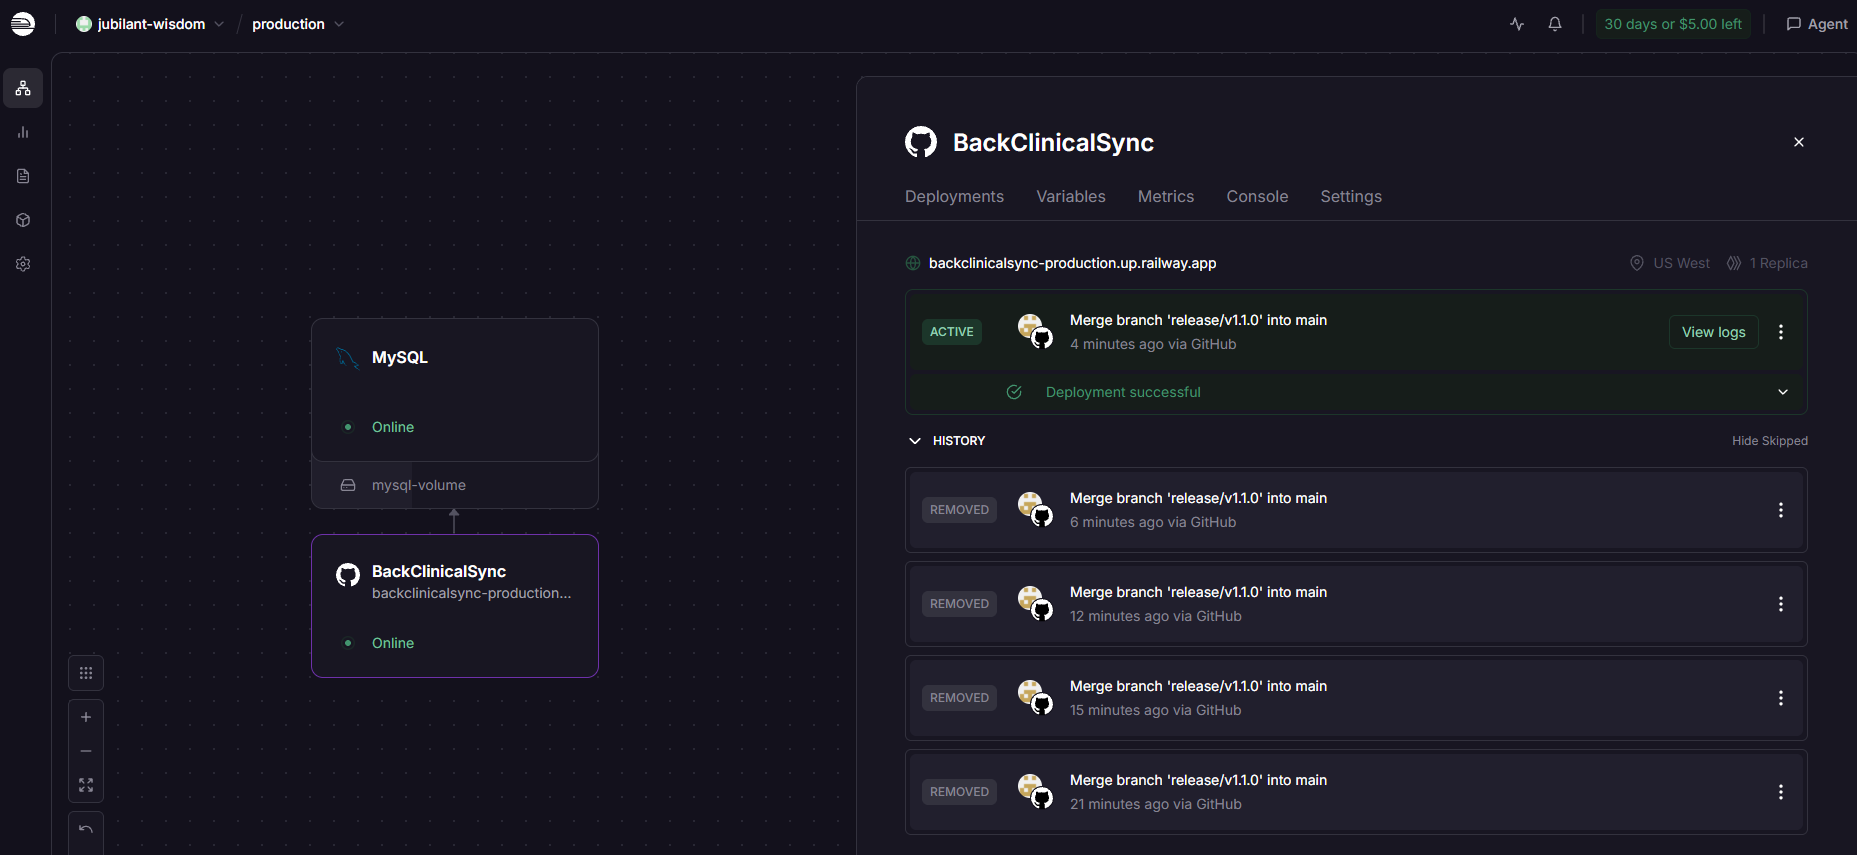 jubilant-wisdom / production
30 days or $5.00 left
Agent
MySQL
Online
mysql-volume
BackClinicalSync
backclinicalsync-production...
Online
BackClinicalSync
Deployments Variables Metrics Console Settings
backclinicalsync-production.up.railway.app
US West 1 Replica
ACTIVE
Merge branch 'release/v1.1.0' into main
4 minutes ago via GitHub
View logs
Deployment successful
HISTORY
Hide Skipped
REMOVED
Merge branch 'release/v1.1.0' into main
6 minutes ago via GitHub
REMOVED
Merge branch 'release/v1.1.0' into main
12 minutes ago via GitHub
REMOVED
Merge branch 'release/v1.1.0' into main
15 minutes ago via GitHub
REMOVED
Merge branch 'release/v1.1.0' into main
21 minutes ago via GitHub